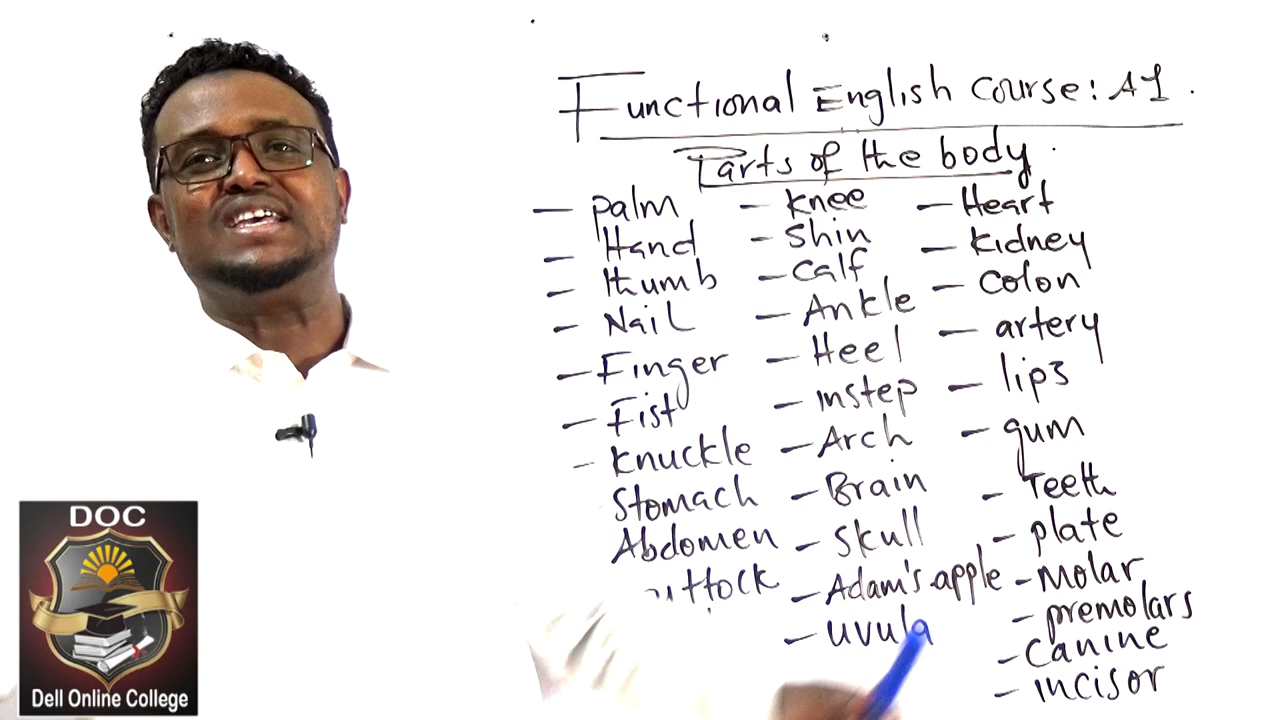 Functional English Course: A1.
Parts of the body.
– palm
– Hand
– thumb
– Nail
– Finger
– Fist
– knuckle
Stomach
Abdomen
uttock
– knee
– Shin
– Calf
– Ankle
– Heel
– instep
– Arch
– Brain
– Skull
– Adam's apple
– uvula
– Heart
– kidney
– Colon
– artery
– lips
– gum
– Teeth
– plate
– Molar
– premolars
– Canine
– incisor
DOC
Dell Online College